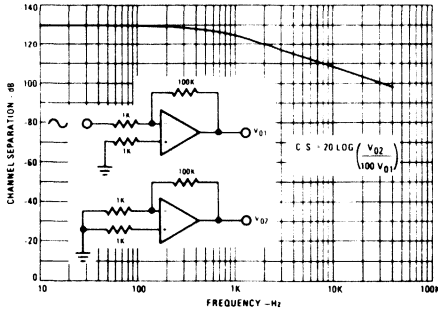 CHANNEL SEPARATION - dB
140
-120
-100
-80
-60
-40
-20
0
10
100
1K
10K
100K
FREQUENCY -Hz
100K
1K
1K
V01
C S = 20 LOG (V02 / 100 V01)
100K
1K
1K
V02